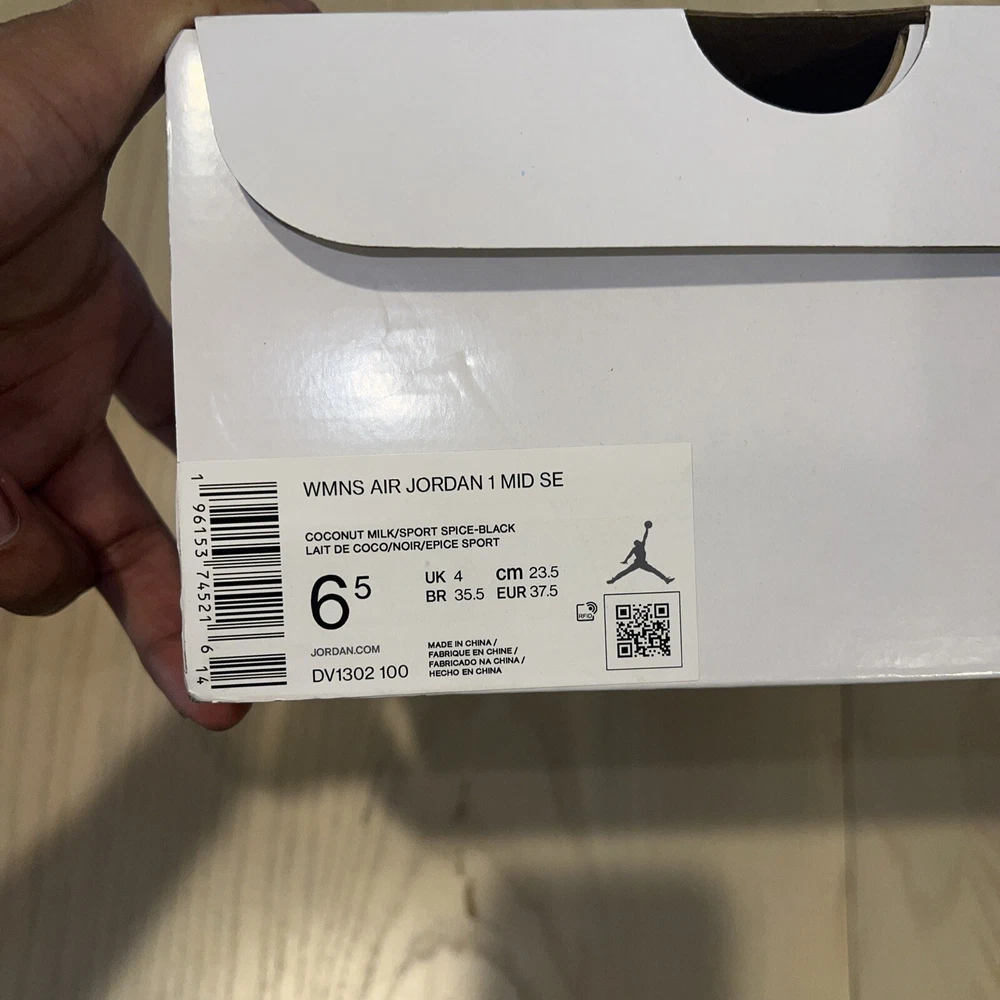 WMNS AIR JORDAN 1 MID SE
COCONUT MILK/SPORT SPICE-BLACK
LAIT DE COCO/NOIR/EPICE SPORT
6 5
UK 4 cm 23.5
BR 35.5 EUR 37.5
JORDAN.COM
DV1302 100
MADE IN CHINA /
FABRIQUE EN CHINE /
FABRICADO NA CHINA /
HECHO EN CHINA
RFID
1 96153 74521 6 14